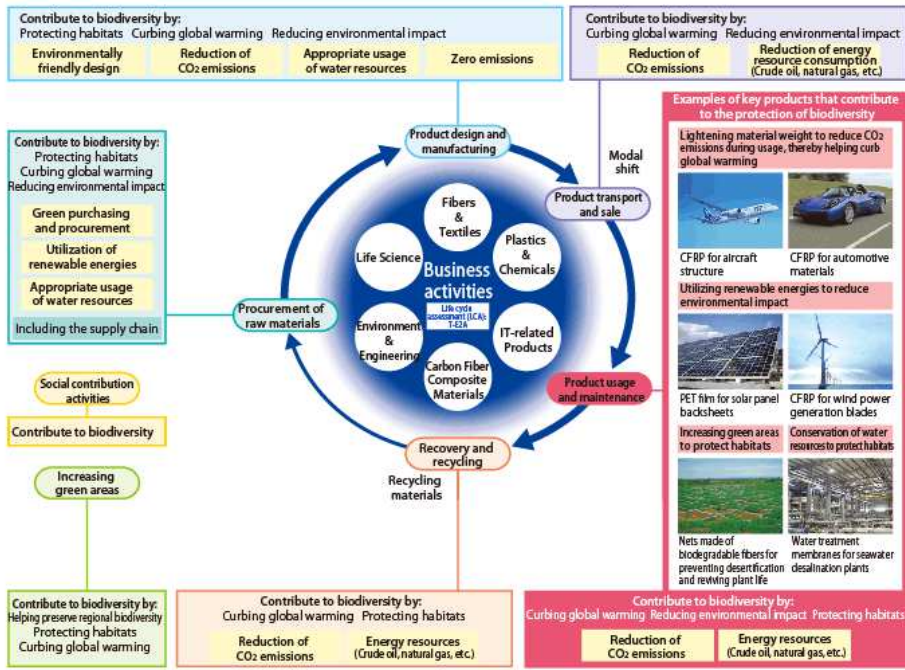 Contribute to biodiversity by:
Protecting habitats Curbing global warming Reducing environmental impact
Environmentally
friendly design
Reduction of
CO2 emissions
Appropriate usage
of water resources
Zero emissions
Contribute to biodiversity by:
Curbing global warming Reducing environmental impact
Reduction of
CO2 emissions
Reduction of energy
resource consumption
(Crude oil, natural gas, etc.)
Contribute to biodiversity by:
Protecting habitats
Curbing global warming
Reducing environmental impact
Green purchasing
and procurement
Utilization of
renewable energies
Appropriate usage
of water resources
Including the supply chain
Product design and
manufacturing
Modal
shift
Product transport
and sale
Procurement of
raw materials
Product usage
and maintenance
Recovery and
recycling
Recycling
materials
Business
activities
Life cycle
assessment (LCA):
T-E2A
Fibers
&
Textiles
Plastics
&
Chemicals
IT-related
Products
Carbon Fiber
Composite
Materials
Environment
&
Engineering
Life Science
Examples of key products that contribute
to the protection of biodiversity
Lightening material weight to reduce CO2
emissions during usage, thereby helping curb
global warming
CFRP for aircraft
structure
CFRP for automotive
materials
Utilizing renewable energies to reduce
environmental impact
PET film for solar panel
backsheets
CFRP for wind power
generation blades
Increasing green areas
to protect habitats
Conservation of water
resources to protect habitats
Nets made of
biodegradable fibers for
preventing desertification
and reviving plant life
Water treatment
membranes for seawater
desalination plants
Social contribution
activities
Contribute to biodiversity
Increasing
green areas
Contribute to biodiversity by:
Helping preserve regional biodiversity
Protecting habitats
Curbing global warming
Contribute to biodiversity by:
Curbing global warming Protecting habitats
Reduction of
CO2 emissions
Energy resources
(Crude oil, natural gas, etc.)
Contribute to biodiversity by:
Curbing global warming Reducing environmental impact Protecting habitats
Reduction of
CO2 emissions
Energy resources
(Crude oil, natural gas, etc.)